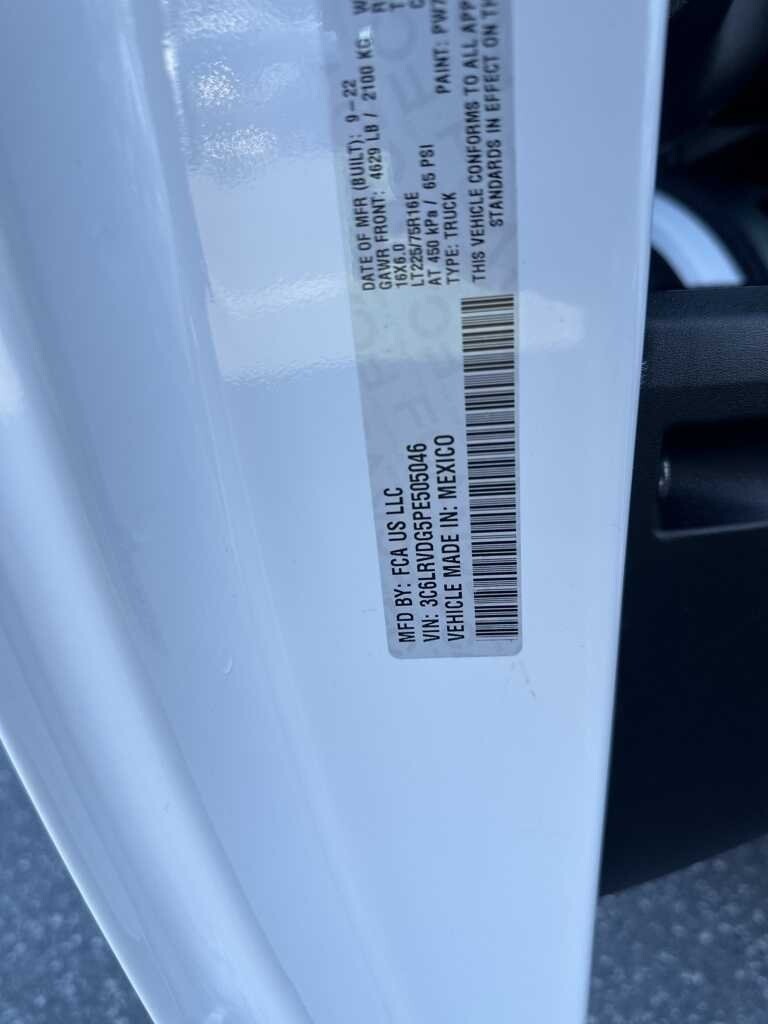 MFD BY: FCA US LLC
VIN: 3C6LRVDG5PE505046
VEHICLE MADE IN: MEXICO
DATE OF MFR (BUILT): 9-22
GAWR FRONT: 4629 LB / 2100 KG
16X6.0
LT225/75R16E
AT 450 kPa / 65 PSI
TYPE: TRUCK PAINT: PW7
THIS VEHICLE CONFORMS TO ALL APP
STANDARDS IN EFFECT ON TH